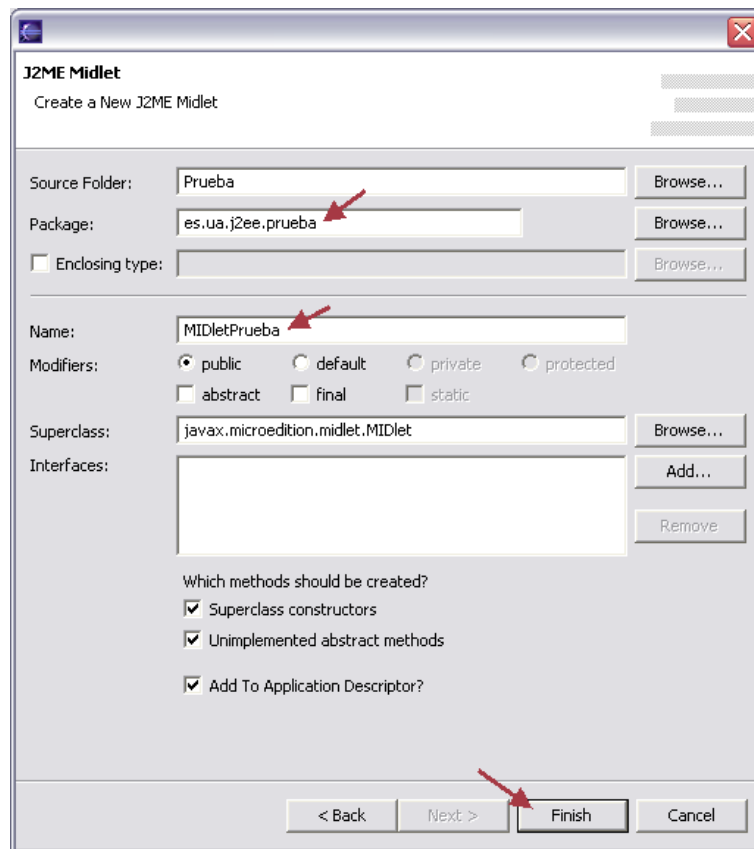 J2ME Midlet
Create a New J2ME Midlet
Source Folder: Prueba Browse...
Package: es.ua.j2ee.prueba Browse...
Enclosing type: Browse...
Name: MIDletPrueba
Modifiers: public default private protected
abstract final static
Superclass: javax.microedition.midlet.MIDlet Browse...
Interfaces: Add...
Remove
Which methods should be created?
Superclass constructors
Unimplemented abstract methods
Add To Application Descriptor?
< Back Next > Finish Cancel